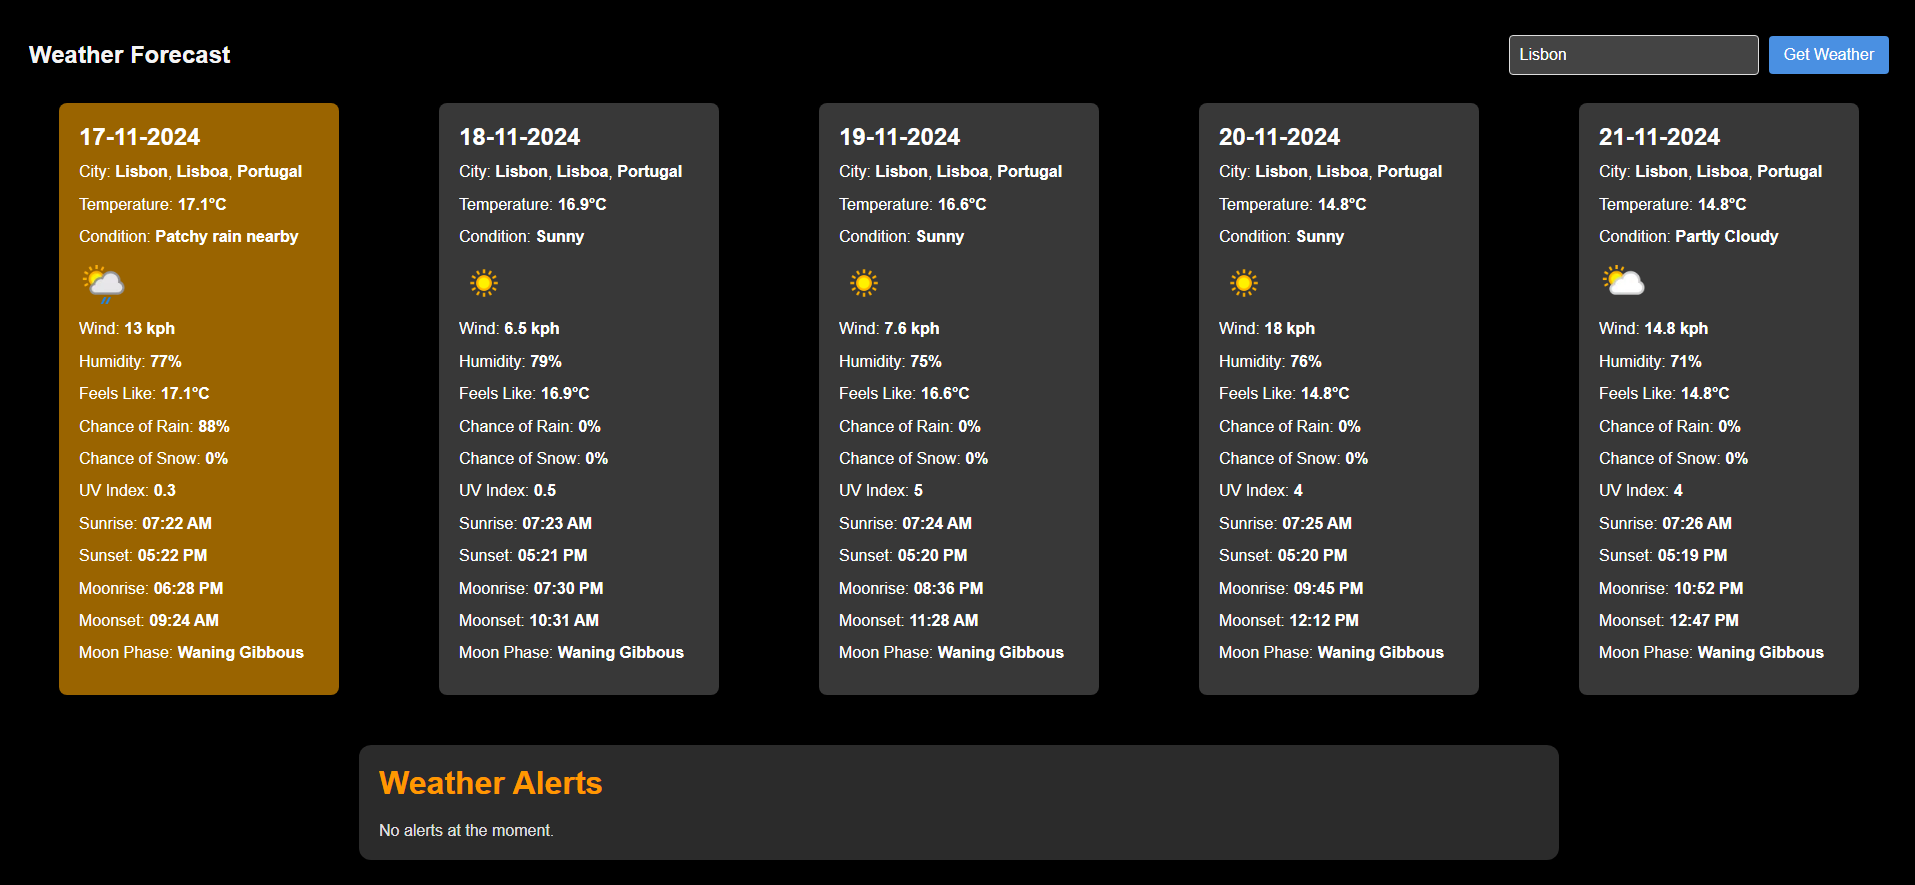 Weather Forecast
Lisbon
Get Weather
17-11-2024
City: Lisbon, Lisboa, Portugal
Temperature: 17.1°C
Condition: Patchy rain nearby
Wind: 13 kph
Humidity: 77%
Feels Like: 17.1°C
Chance of Rain: 88%
Chance of Snow: 0%
UV Index: 0.3
Sunrise: 07:22 AM
Sunset: 05:22 PM
Moonrise: 06:28 PM
Moonset: 09:24 AM
Moon Phase: Waning Gibbous
18-11-2024
City: Lisbon, Lisboa, Portugal
Temperature: 16.9°C
Condition: Sunny
Wind: 6.5 kph
Humidity: 79%
Feels Like: 16.9°C
Chance of Rain: 0%
Chance of Snow: 0%
UV Index: 0.5
Sunrise: 07:23 AM
Sunset: 05:21 PM
Moonrise: 07:30 PM
Moonset: 10:31 AM
Moon Phase: Waning Gibbous
19-11-2024
City: Lisbon, Lisboa, Portugal
Temperature: 16.6°C
Condition: Sunny
Wind: 7.6 kph
Humidity: 75%
Feels Like: 16.6°C
Chance of Rain: 0%
Chance of Snow: 0%
UV Index: 5
Sunrise: 07:24 AM
Sunset: 05:20 PM
Moonrise: 08:36 PM
Moonset: 11:28 AM
Moon Phase: Waning Gibbous
20-11-2024
City: Lisbon, Lisboa, Portugal
Temperature: 14.8°C
Condition: Sunny
Wind: 18 kph
Humidity: 76%
Feels Like: 14.8°C
Chance of Rain: 0%
Chance of Snow: 0%
UV Index: 4
Sunrise: 07:25 AM
Sunset: 05:20 PM
Moonrise: 09:45 PM
Moonset: 12:12 PM
Moon Phase: Waning Gibbous
21-11-2024
City: Lisbon, Lisboa, Portugal
Temperature: 14.8°C
Condition: Partly Cloudy
Wind: 14.8 kph
Humidity: 71%
Feels Like: 14.8°C
Chance of Rain: 0%
Chance of Snow: 0%
UV Index: 4
Sunrise: 07:26 AM
Sunset: 05:19 PM
Moonrise: 10:52 PM
Moonset: 12:47 PM
Moon Phase: Waning Gibbous
Weather Alerts
No alerts at the moment.